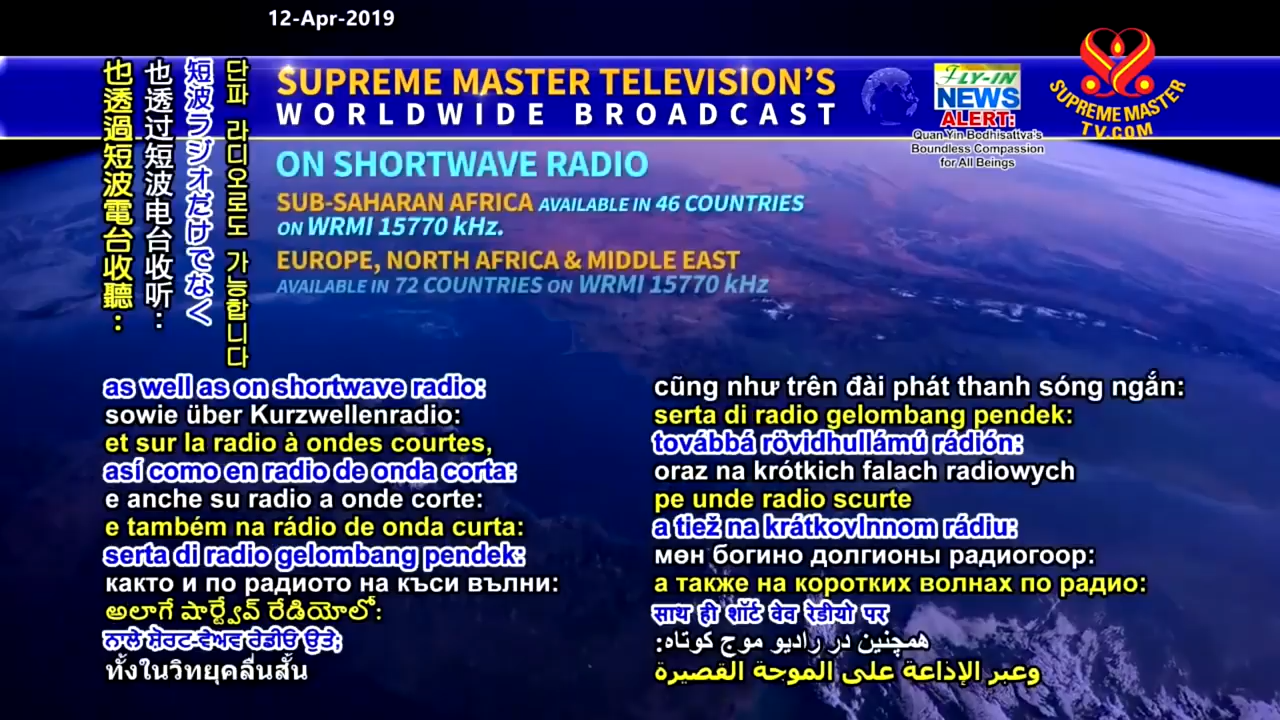 12-Apr-2019
也透過短波電台收聽：
也透过短波电台收听：
短波ラジオだけでなく
단파 라디오로도 가능합니다
SUPREME MASTER TELEVISION'S
WORLDWIDE BROADCAST
FLY-IN
NEWS
ALERT:
Quan Yin Bodhisattva's
Boundless Compassion
for All Beings
SUPREME MASTER
TV.COM
ON SHORTWAVE RADIO
SUB-SAHARAN AFRICA AVAILABLE IN 46 COUNTRIES
ON WRMI 15770 kHz.
EUROPE, NORTH AFRICA & MIDDLE EAST
AVAILABLE IN 72 COUNTRIES ON WRMI 15770 kHz
as well as on shortwave radio:
sowie über Kurzwellenradio:
et sur la radio à ondes courtes,
así como en radio de onda corta:
e anche su radio a onde corte:
e também na rádio de onda curta:
serta di radio gelombang pendek:
както и по радиото на къси вълни:
అలాగే షార్ట్వేవ్ రేడియోలో:
ਨਾਲੇ ਸ਼ੋਰਟ-ਵੇਅਵ ਰੇਡੀਓ ਉਤੇ;
ทั้งในวิทยุคลื่นสั้น
cũng như trên đài phát thanh sóng ngắn:
serta di radio gelombang pendek:
továbbá rövidhullámú rádión:
oraz na krótkich falach radiowych
pe unde radio scurte
a tiež na krátkovlnnom rádiu:
мөн богино долгионы радиогоор:
а также на коротких волнах по радио:
साथ ही शॉर्ट वेव रेडीयो पर
همچنین در رادیو موج کوتاه:
وعبر الإذاعة على الموجة القصيرة